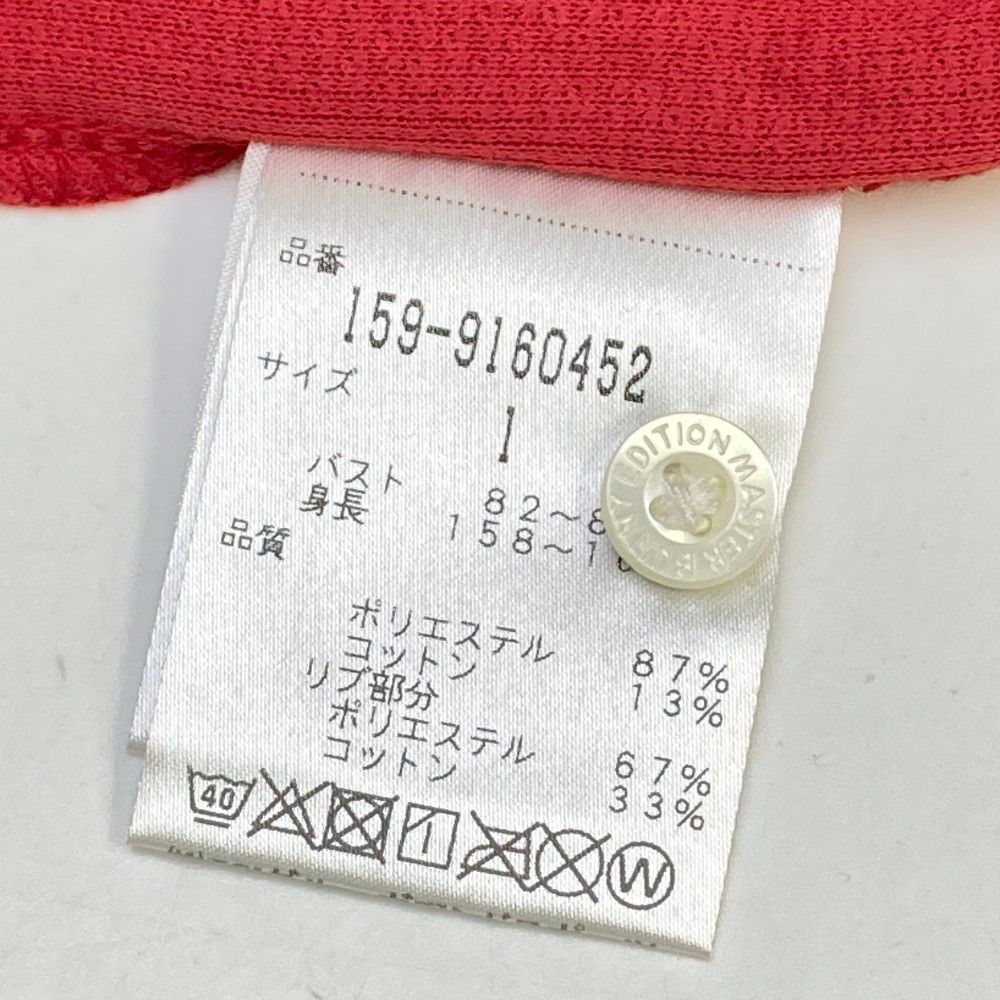 品番
159-9160452
サイズ
1
バスト 82～8
身長 158～1
品質
ポリエステル 87%
コットン 13%
リブ部分
ポリエステル 67%
コットン 33%
40
W
MASTER BUNNY EDITION